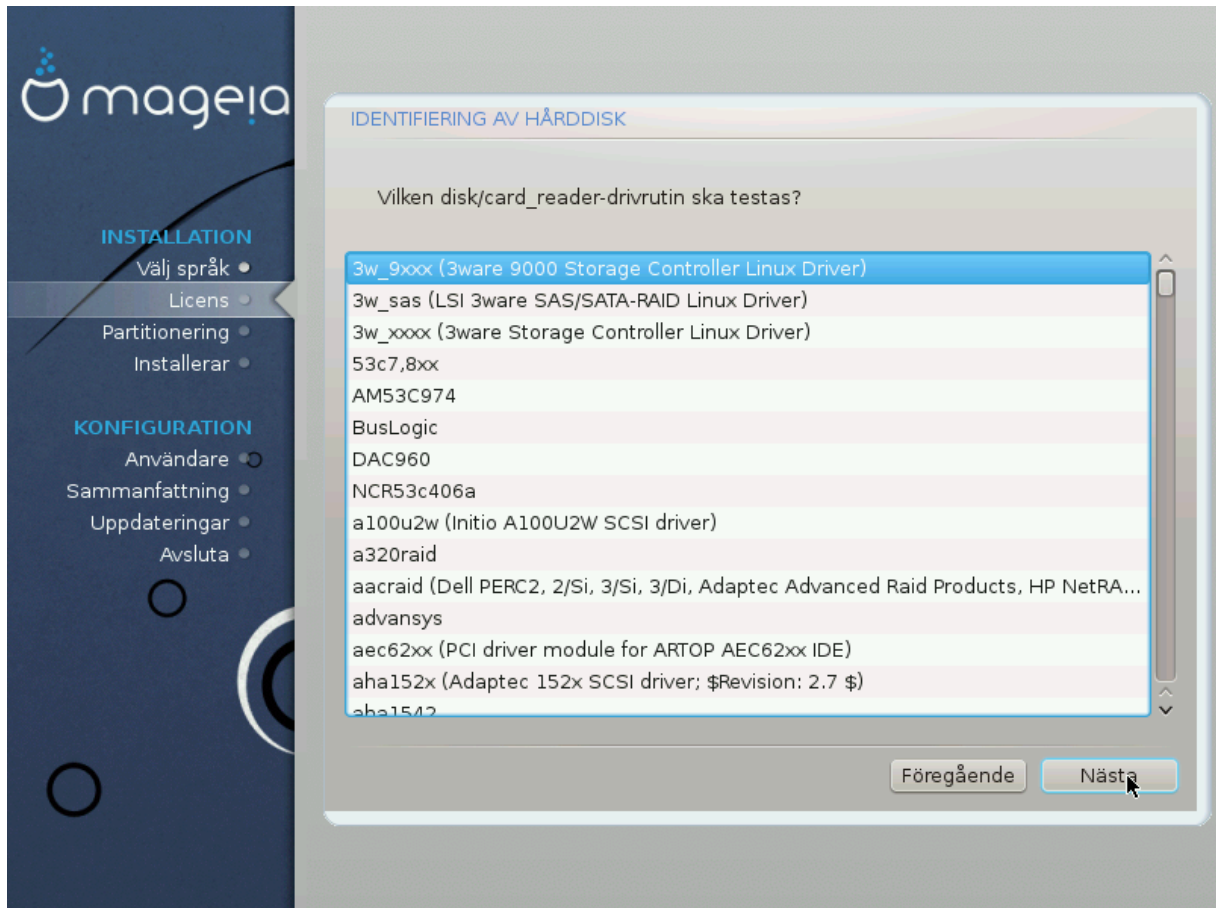 mageia
INSTALLATION
Välj språk
Licens
Partitionering
Installerar
KONFIGURATION
Användare
Sammanfattning
Uppdateringar
Avsluta
IDENTIFIERING AV HÅRDDISK
Vilken disk/card_reader-drivrutin ska testas?
3w_9xxx (3ware 9000 Storage Controller Linux Driver)
3w_sas (LSI 3ware SAS/SATA-RAID Linux Driver)
3w_xxxx (3ware Storage Controller Linux Driver)
53c7,8xx
AM53C974
BusLogic
DAC960
NCR53c406a
a100u2w (Initio A100U2W SCSI driver)
a320raid
aacraid (Dell PERC2, 2/Si, 3/Si, 3/Di, Adaptec Advanced Raid Products, HP NetRA...
advansys
aec62xx (PCI driver module for ARTOP AEC62xx IDE)
aha152x (Adaptec 152x SCSI driver; $Revision: 2.7 $)
aha1542
Föregående
Nästa